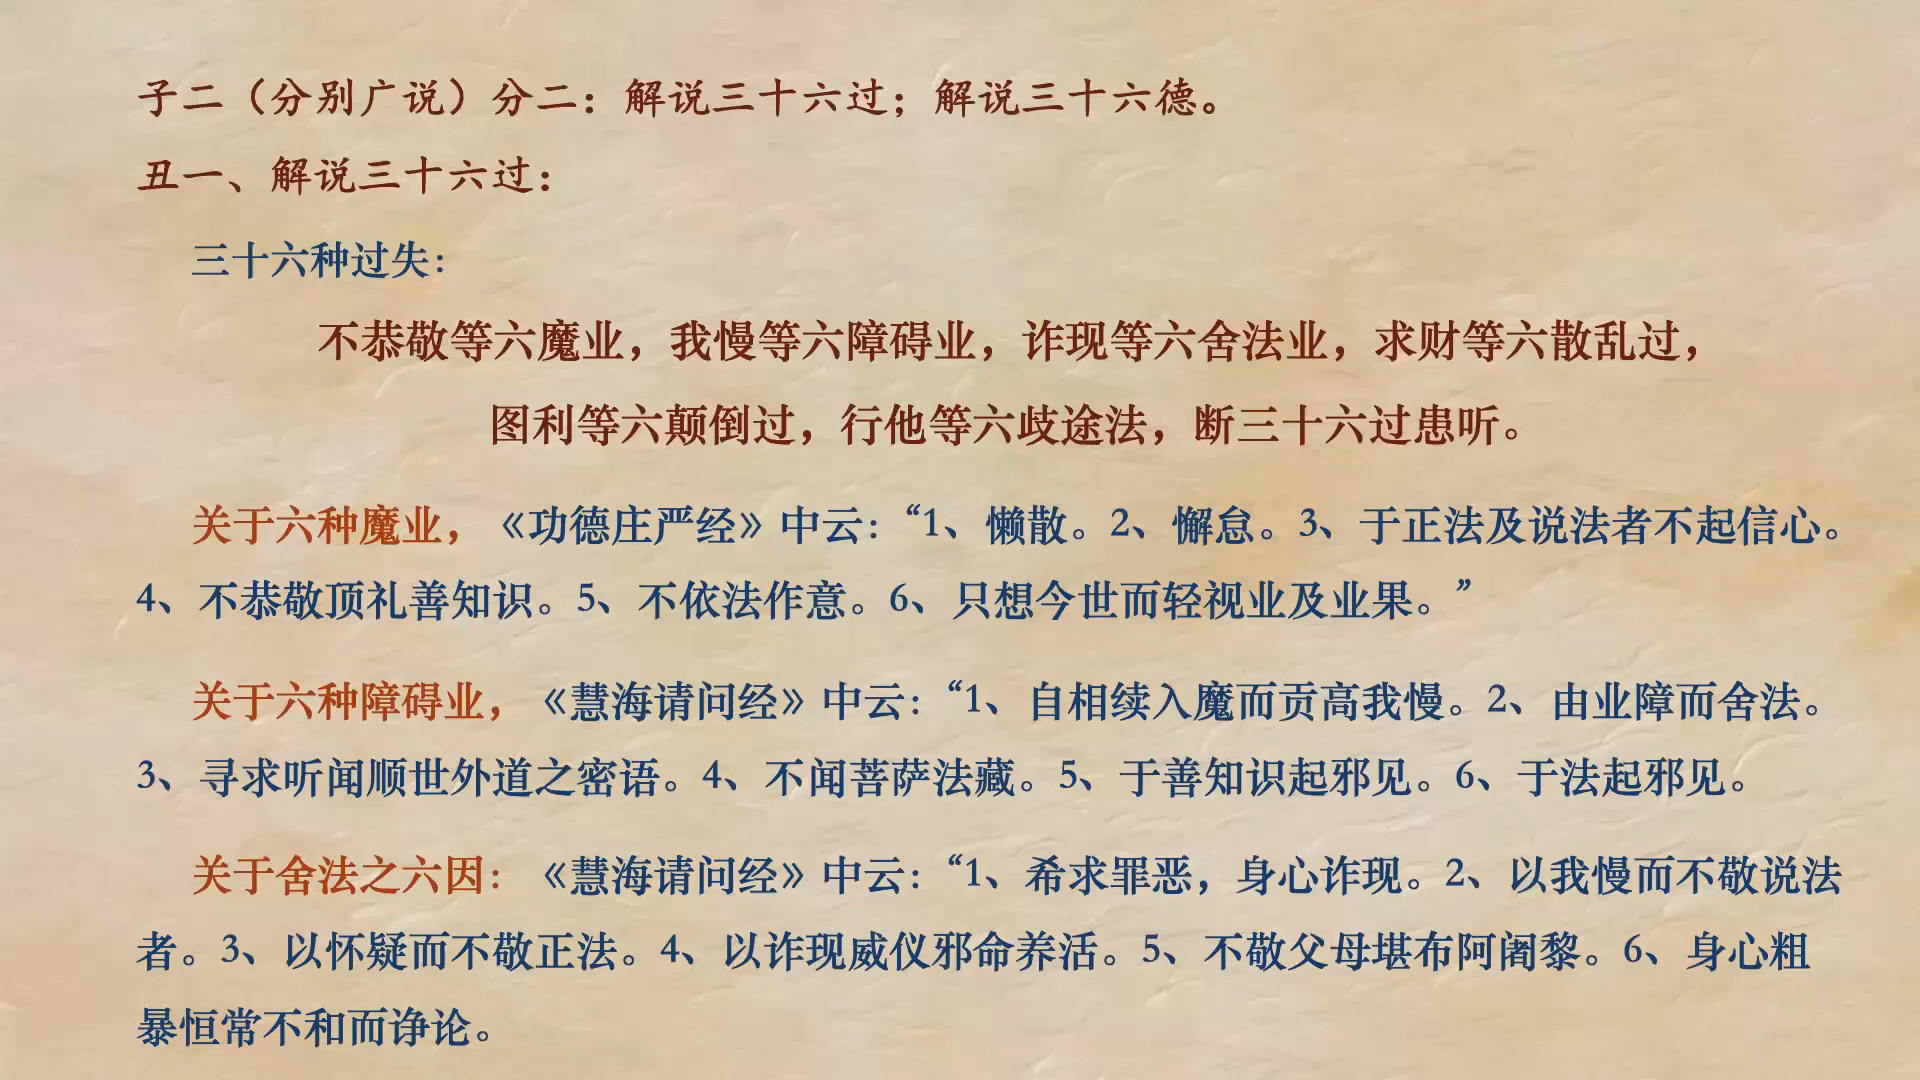 子二（分别广说）分二：解说三十六过；解说三十六德。
丑一、解说三十六过：
三十六种过失：
不恭敬等六魔业，我慢等六障碍业，诈现等六舍法业，求财等六散乱过，
图利等六颠倒过，行他等六歧途法，断三十六过患听。
关于六种魔业，《功德庄严经》中云：“1、懒散。2、懈怠。3、于正法及说法者不起信心。
4、不恭敬顶礼善知识。5、不依法作意。6、只想今世而轻视业及业果。”
关于六种障碍业，《慧海请问经》中云：“1、自相续入魔而贡高我慢。2、由业障而舍法。
3、寻求听闻顺世外道之密语。4、不闻菩萨法藏。5、于善知识起邪见。6、于法起邪见。
关于舍法之六因：《慧海请问经》中云：“1、希求罪恶，身心诈现。2、以我慢而不敬说法
者。3、以怀疑而不敬正法。4、以诈现威仪邪命养活。5、不敬父母堪布阿阇黎。6、身心粗
暴恒常不和而诤论。